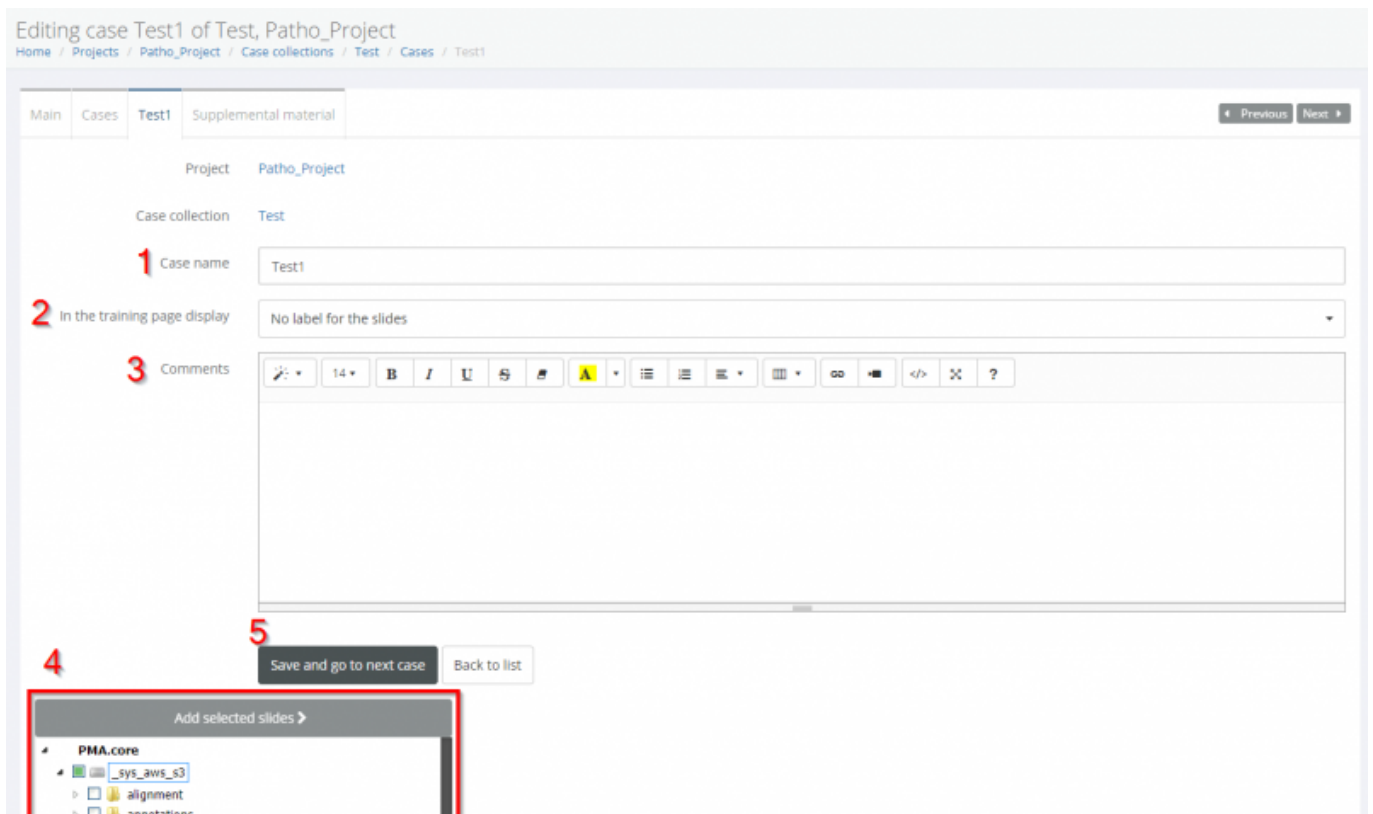 Editing case Test1 of Test, Patho_Project
Home / Projects / Patho_Project / Case collections / Test / Cases / Test1
Main Cases Test1 Supplemental material
Previous Next
Project Patho_Project
Case collection Test
1 Case name Test1
2 In the training page display No label for the slides
3 Comments 14 B I U S A </> ?
5
4 Save and go to next case Back to list
Add selected slides
PMA.core
_sys_aws_s3
alignment
annotations